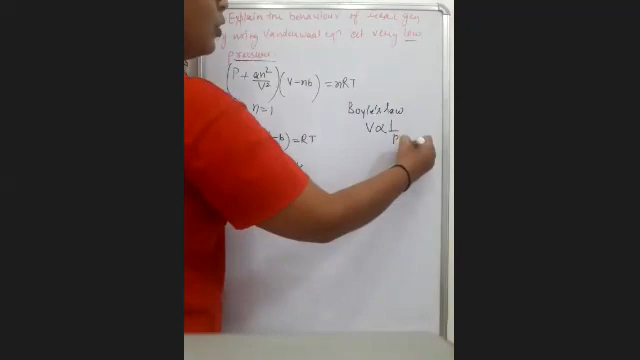 Explain the behaviour of real gas
by using Vanderwaal eqn at very low
pressure:
(P + an²/V²)(V-nb) = nRT
n=1
Boyle's law
V ∝ 1/P
-b) = RT